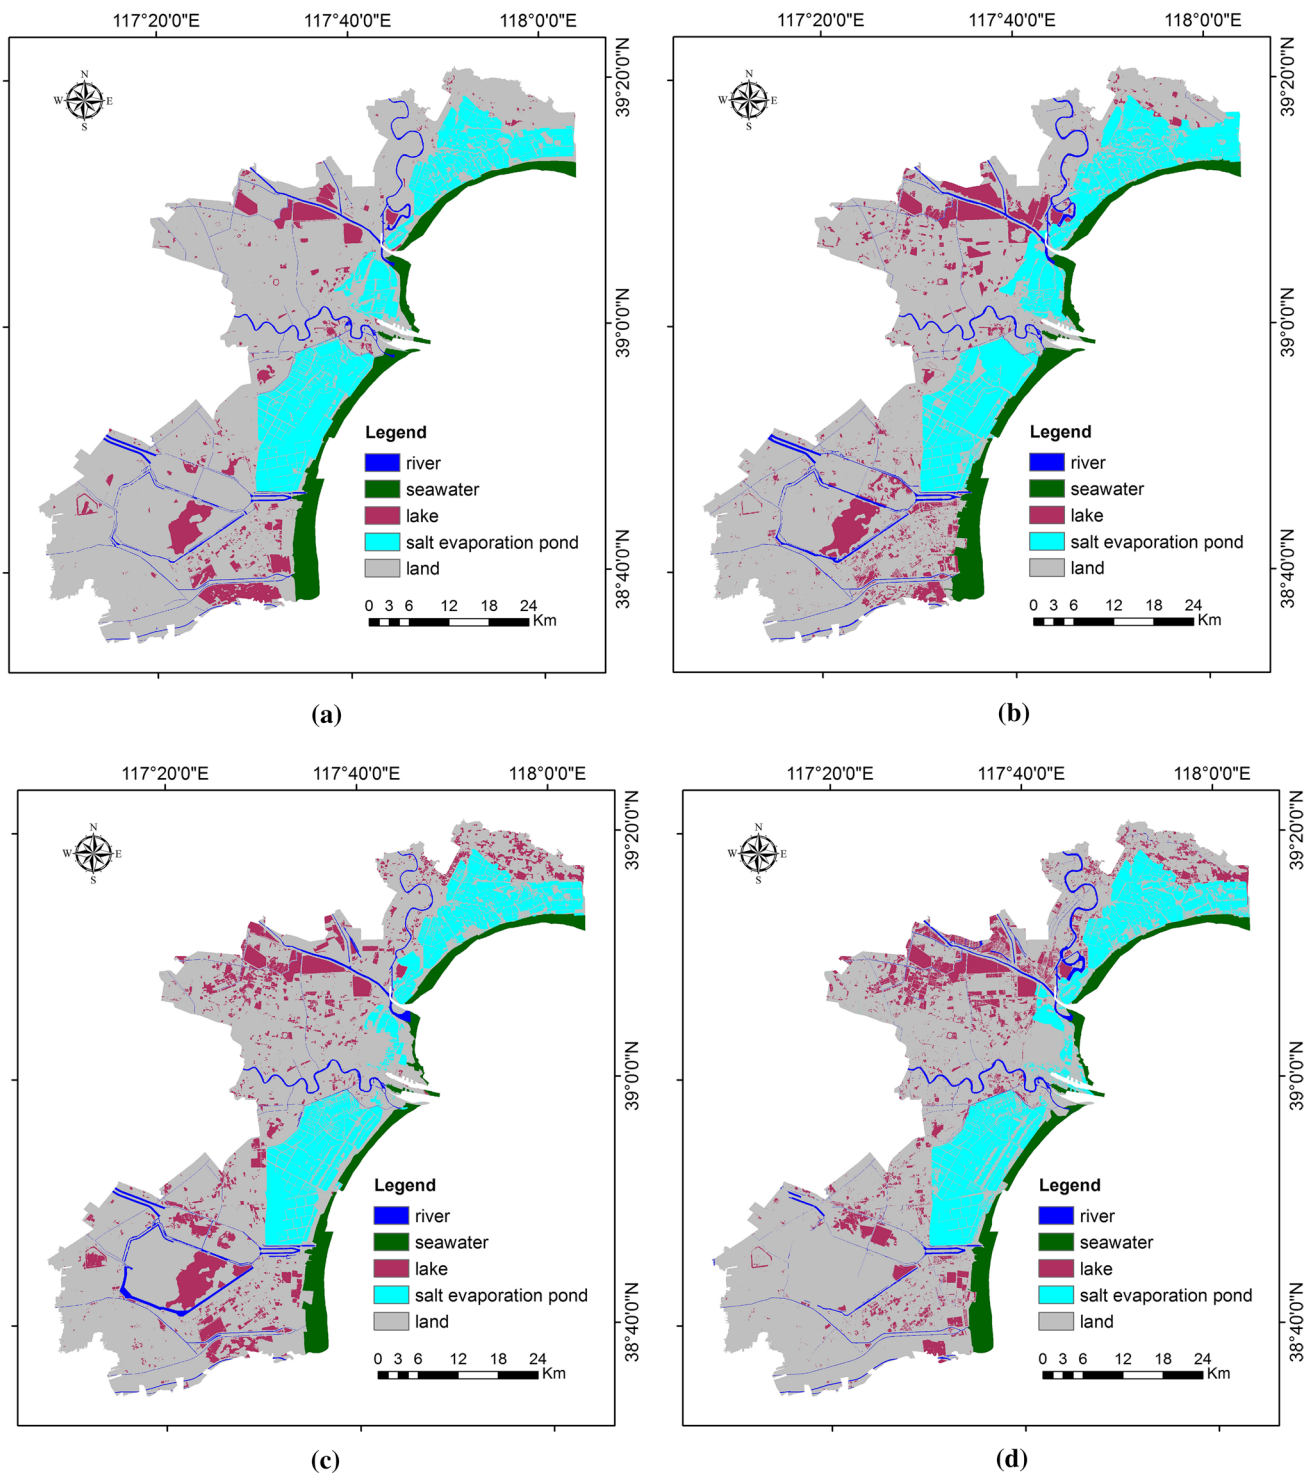 117°20'0"E 117°40'0"E 118°0'0"E
39°20'0"N
39°0'0"N
38°40'0"N
N
W E
S
Legend
river
seawater
lake
salt evaporation pond
land
0 3 6 12 18 24 Km
(a)
117°20'0"E 117°40'0"E 118°0'0"E
39°20'0"N
39°0'0"N
38°40'0"N
N
W E
S
Legend
river
seawater
lake
salt evaporation pond
land
0 3 6 12 18 24 Km
(b)
117°20'0"E 117°40'0"E 118°0'0"E
39°20'0"N
39°0'0"N
38°40'0"N
N
W E
S
Legend
river
seawater
lake
salt evaporation pond
land
0 3 6 12 18 24 Km
(c)
117°20'0"E 117°40'0"E 118°0'0"E
39°20'0"N
39°0'0"N
38°40'0"N
N
W E
S
Legend
river
seawater
lake
salt evaporation pond
land
0 3 6 12 18 24 Km
(d)